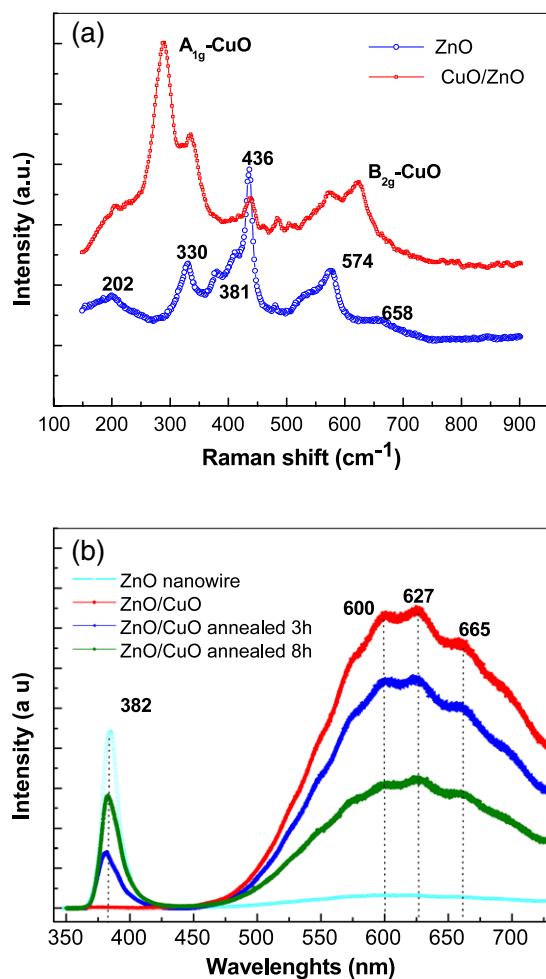 (a)
A1g-CuO
ZnO
CuO/ZnO
436
B2g-CuO
330
574
202
381
658
Intensity (a.u.)
100 200 300 400 500 600 700 800 900
Raman shift (cm-1)
(b)
ZnO nanowire
ZnO/CuO
ZnO/CuO annealed 3h
ZnO/CuO annealed 8h
600
627
665
382
Intensity (a u)
350 400 450 500 550 600 650 700
Wavelenghts (nm)